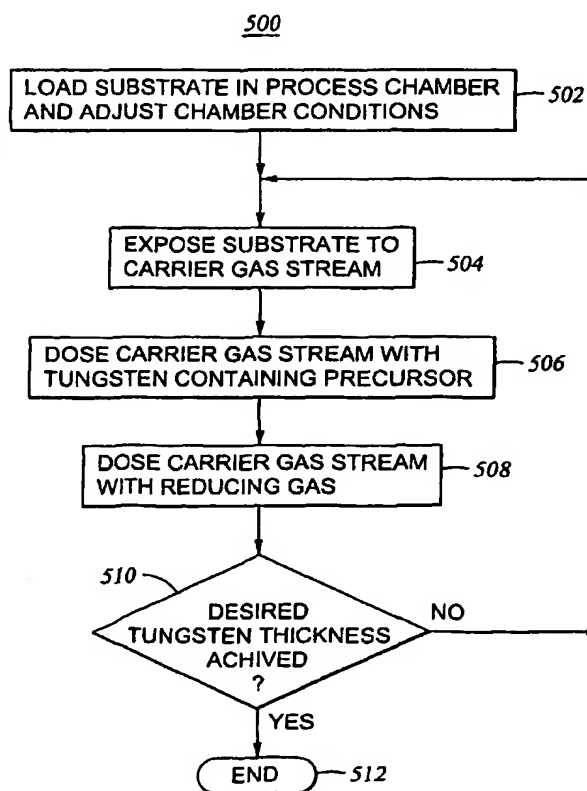 500
LOAD SUBSTRATE IN PROCESS CHAMBER
AND ADJUST CHAMBER CONDITIONS
502
EXPOSE SUBSTRATE TO
CARRIER GAS STREAM
504
DOSE CARRIER GAS STREAM WITH
TUNGSTEN CONTAINING PRECURSOR
506
DOSE CARRIER GAS STREAM
WITH REDUCING GAS
508
510
DESIRED
TUNGSTEN THICKNESS
ACHIVED
?
NO
YES
END
512